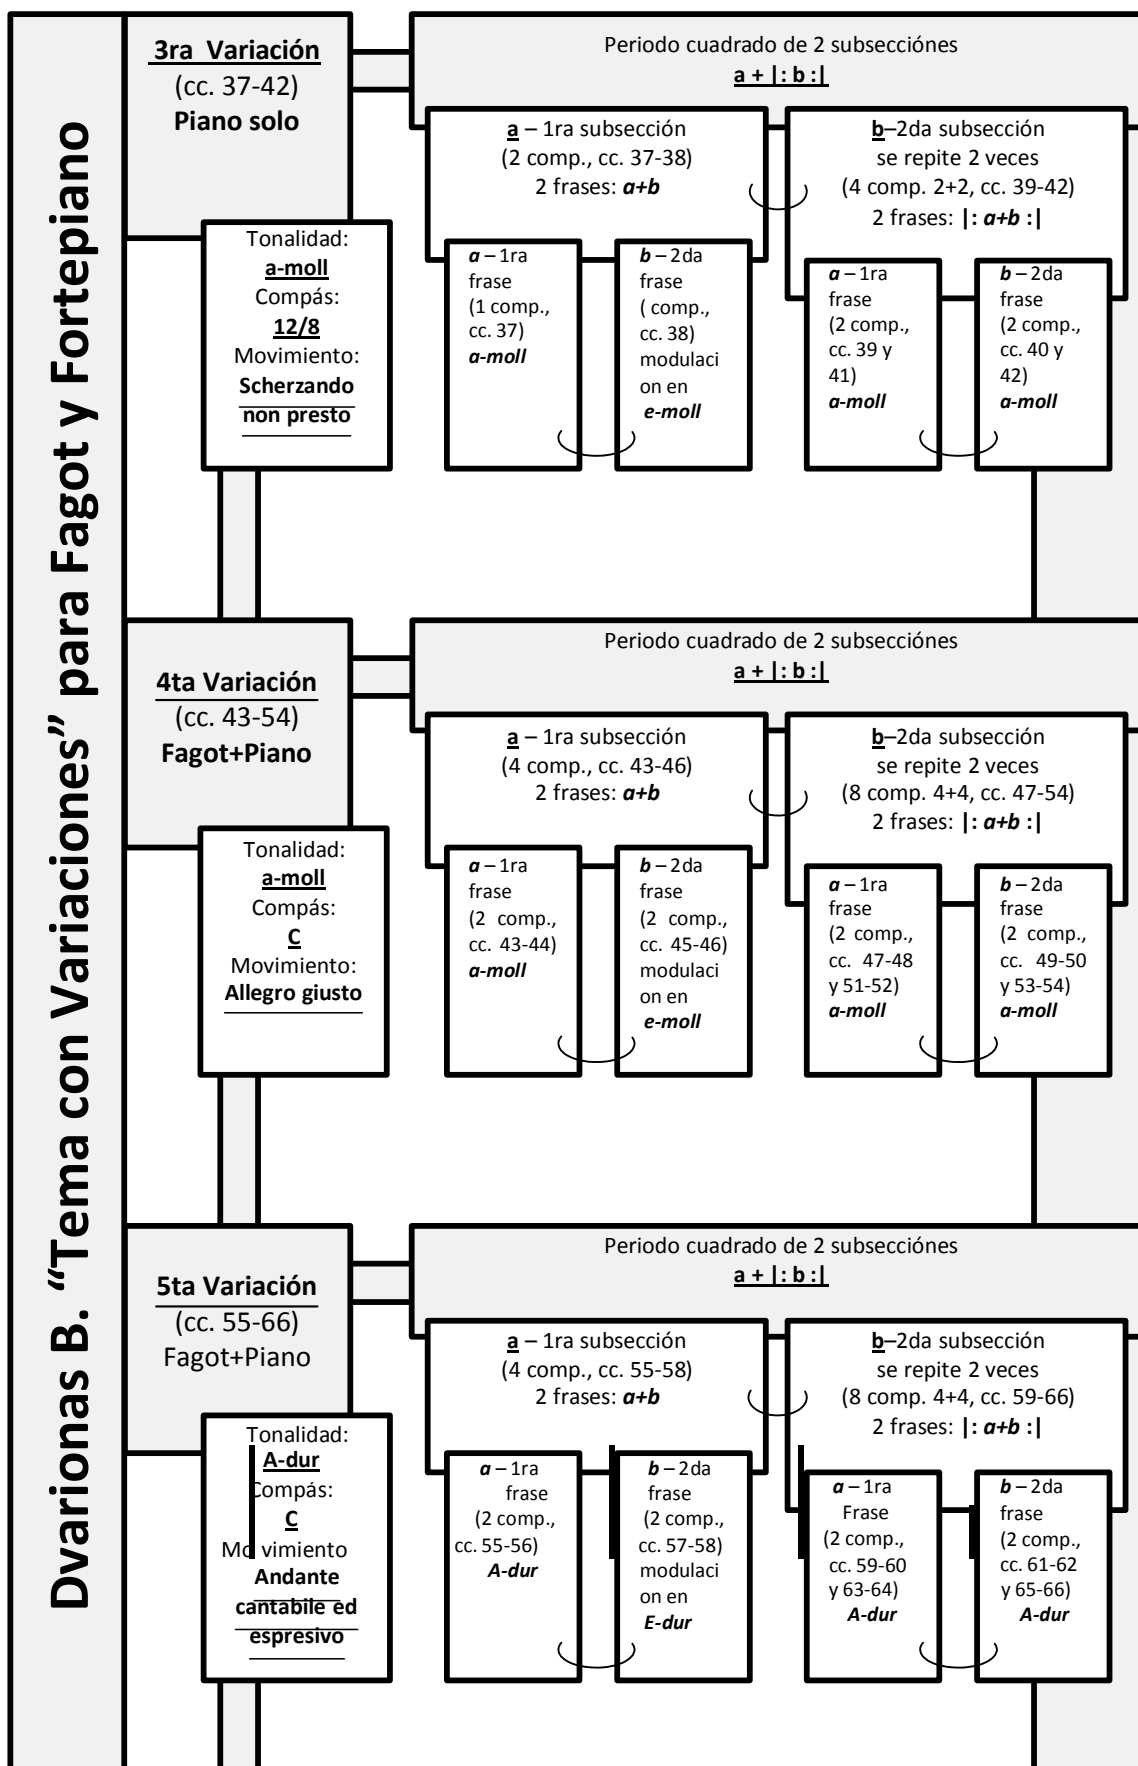 Dvarionas B. “Tema con Variaciones” para Fagot y Fortepiano
3ra Variación
(cc. 37-42)
Piano solo
Periodo cuadrado de 2 subsecciónes
a + |: b :|
a – 1ra subsección
(2 comp., cc. 37-38)
2 frases: a+b
b–2da subsección
se repite 2 veces
(4 comp. 2+2, cc. 39-42)
2 frases: |: a+b :|
Tonalidad:
a-moll
Compás:
12/8
Movimiento:
Scherzando
non presto
a – 1ra
frase
(1 comp.,
cc. 37)
a-moll
b – 2da
frase
( comp.,
cc. 38)
modulaci
on en
e-moll
a – 1ra
frase
(2 comp.,
cc. 39 y
41)
a-moll
b – 2da
frase
(2 comp.,
cc. 40 y
42)
a-moll
4ta Variación
(cc. 43-54)
Fagot+Piano
Periodo cuadrado de 2 subsecciónes
a + |: b :|
a – 1ra subsección
(4 comp., cc. 43-46)
2 frases: a+b
b–2da subsección
se repite 2 veces
(8 comp. 4+4, cc. 47-54)
2 frases: |: a+b :|
Tonalidad:
a-moll
Compás:
C
Movimiento:
Allegro giusto
a – 1ra
frase
(2 comp.,
cc. 43-44)
a-moll
b – 2da
frase
(2 comp.,
cc. 45-46)
modulaci
on en
e-moll
a – 1ra
frase
(2 comp.,
cc. 47-48
y 51-52)
a-moll
b – 2da
frase
(2 comp.,
cc. 49-50
y 53-54)
a-moll
5ta Variación
(cc. 55-66)
Fagot+Piano
Periodo cuadrado de 2 subsecciónes
a + |: b :|
a – 1ra subsección
(4 comp., cc. 55-58)
2 frases: a+b
b–2da subsección
se repite 2 veces
(8 comp. 4+4, cc. 59-66)
2 frases: |: a+b :|
Tonalidad:
A-dur
Compás:
C
Mo vimiento
Andante
cantabile ed
espresivo
a – 1ra
frase
(2 comp.,
cc. 55-56)
A-dur
b – 2da
frase
(2 comp.,
cc. 57-58)
modulaci
on en
E-dur
a – 1ra
Frase
(2 comp.,
cc. 59-60
y 63-64)
A-dur
b – 2da
frase
(2 comp.,
cc. 61-62
y 65-66)
A-dur